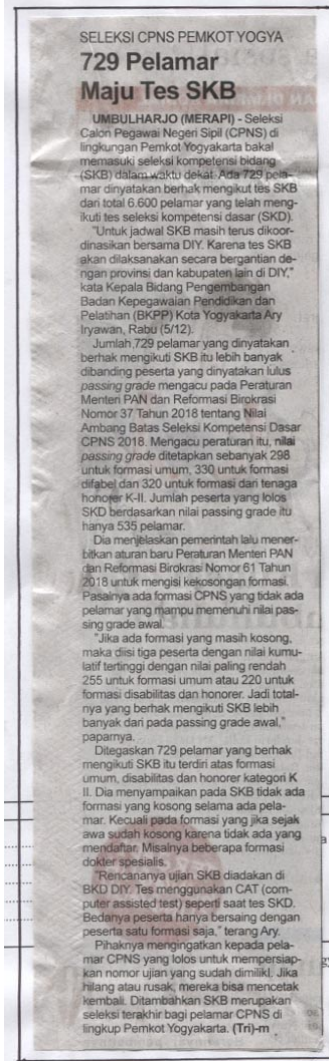 SELEKSI CPNS PEMKOT YOGYA
729 Pelamar
Maju Tes SKB
UMBULHARJO (MERAPI) - Seleksi
Calon Pegawai Negeri Sipil (CPNS) di
lingkungan Pemkot Yogyakarta bakal
memasuki seleksi kompetensi bidang
(SKB) dalam waktu dekat. Ada 729 pela-
mar dinyatakan berhak mengikut tes SKB
dari total 6.600 pelamar yang telah meng-
ikuti tes seleksi kompetensi dasar (SKD).
"Untuk jadwal SKB masih terus dikoor-
dinasikan bersama DIY. Karena tes SKB
akan dilaksanakan secara bergantian de-
ngan provinsi dan kabupaten lain di DIY,"
kata Kepala Bidang Pengembangan
Badan Kepegawaian Pendidikan dan
Pelatihan (BKPP) Kota Yogyakarta Ary
Iryawan, Rabu (5/12).
Jumlah 729 pelamar yang dinyatakan
berhak mengikuti SKB itu lebih banyak
dibanding peserta yang dinyatakan lulus
passing grade mengacu pada Peraturan
Menteri PAN dan Reformasi Birokrasi
Nomor 37 Tahun 2018 tentang Nilai
Ambang Batas Seleksi Kompetensi Dasar
CPNS 2018. Mengacu peraturan itu, nilai
passing grade ditetapkan sebanyak 298
untuk formasi umum, 330 untuk formasi
difabel dan 320 untuk formasi dari tenaga
honorer K-II. Jumlah peserta yang lolos
SKD berdasarkan nilai passing grade itu
hanya 535 pelamar.
Dia menjelaskan pemerintah lalu mener-
bitkan aturan baru Peraturan Menteri PAN
dan Reformasi Birokrasi Nomor 61 Tahun
2018 untuk mengisi kekosongan formasi.
Pasalnya ada formasi CPNS yang tidak ada
pelamar yang mampu memenuhi nilai pas-
sing grade awal.
"Jika ada formasi yang masih kosong,
maka diisi tiga peserta dengan nilai kumu-
latif tertinggi dengan nilai paling rendah
255 untuk formasi umum atau 220 untuk
formasi disabilitas dan honorer. Jadi total-
nya yang berhak mengikuti SKB lebih
banyak dari pada passing grade awal,"
paparnya.
Ditegaskan 729 pelamar yang berhak
mengikuti SKB itu terdiri atas formasi
umum, disabilitas dan honorer kategori K
II. Dia menyampaikan pada SKB tidak ada
formasi yang kosong selama ada pela-
mar. Kecuali pada formasi yang jika sejak
awa sudah kosong karena tidak ada yang
mendaftar. Misalnya beberapa formasi
dokter spesialis.
"Rencananya ujian SKB diadakan di
BKD DIY. Tes menggunakan CAT (com-
puter assisted test) seperti saat tes SKD.
Bedanya peserta hanya bersaing dengan
peserta satu formasi saja," terang Ary.
Pihaknya mengingatkan kepada pela-
mar CPNS yang lolos untuk mempersiap-
kan nomor ujian yang sudah dimiliki. Jika
hilang atau rusak, mereka bisa mencetak
kembali. Ditambahkan SKB merupakan
seleksi terakhir bagi pelamar CPNS di
lingkup Pemkot Yogyakarta. (Tri)-m